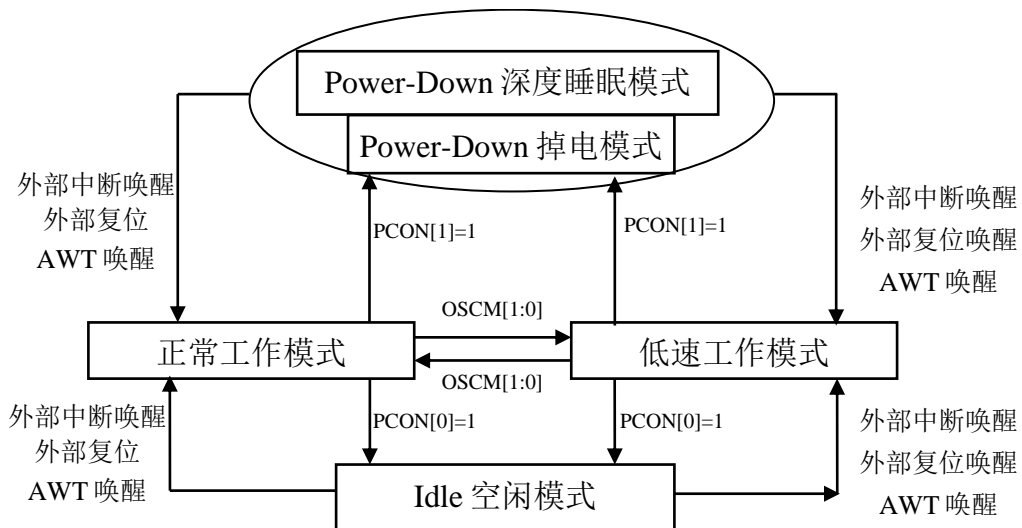 Power-Down 深度睡眠模式
Power-Down 掉电模式
外部中断唤醒
外部复位
AWT 唤醒
PCON[1]=1
PCON[1]=1
外部中断唤醒
外部复位唤醒
AWT 唤醒
OSCM[1:0]
正常工作模式
低速工作模式
OSCM[1:0]
外部中断唤醒
外部复位
AWT 唤醒
PCON[0]=1
PCON[0]=1
外部中断唤醒
外部复位唤醒
AWT 唤醒
Idle 空闲模式